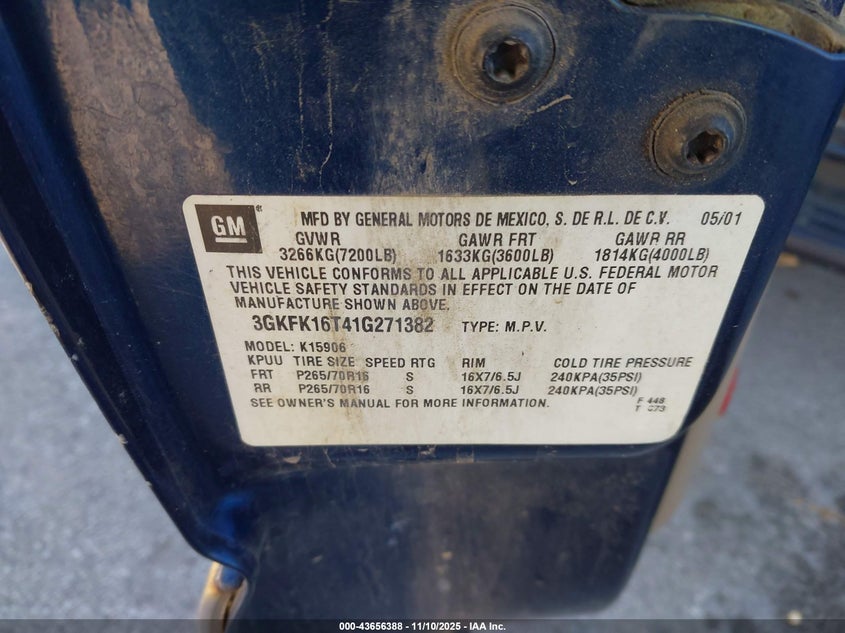 GM MFD BY GENERAL MOTORS DE MEXICO, S. DE R.L. DE C.V. 05/01
GVWR GAWR FRT GAWR RR
3266KG(7200LB) 1633KG(3600LB) 1814KG(4000LB)
THIS VEHICLE CONFORMS TO ALL APPLICABLE U.S. FEDERAL MOTOR
VEHICLE SAFETY STANDARDS IN EFFECT ON THE DATE OF
MANUFACTURE SHOWN ABOVE.
3GKFK16T41G271382 TYPE: M.P.V.
MODEL: K15906
KPUU TIRE SIZE SPEED RTG RIM COLD TIRE PRESSURE
FRT P265/70R16 S 16X7/6.5J 240KPA(35PSI)
RR P265/70R16 S 16X7/6.5J 240KPA(35PSI)
SEE OWNER'S MANUAL FOR MORE INFORMATION.
F 448
T
000-43656388 - 11/10/2025 - IAA Inc.